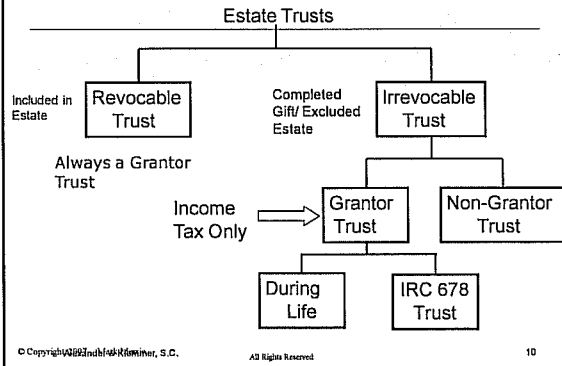 Estate Trusts
Included in
Estate
Revocable
Trust
Completed
Gift/ Excluded
Estate
Irrevocable
Trust
Always a Grantor
Trust
Income
Tax Only
Grantor
Trust
Non-Grantor
Trust
During
Life
IRC 678
Trust
© Copyright S.C.
All Rights Reserved
10